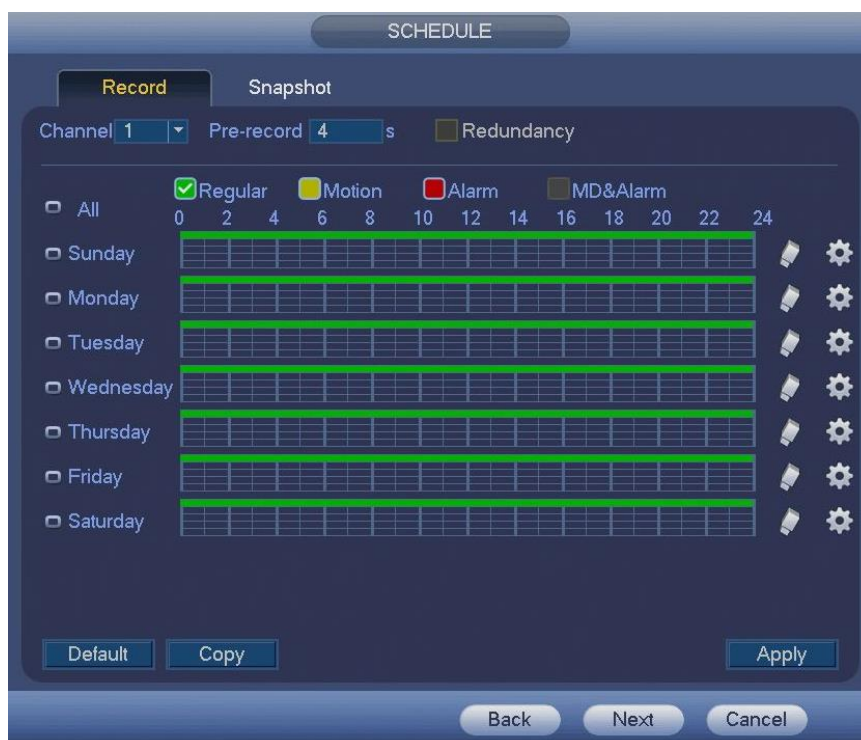 SCHEDULE
Record Snapshot
Channel 1 Pre-record 4 s Redundancy
Regular Motion Alarm MD&Alarm
All 0 2 4 6 8 10 12 14 16 18 20 22 24
Sunday
Monday
Tuesday
Wednesday
Thursday
Friday
Saturday
Default Copy Apply
Back Next Cancel